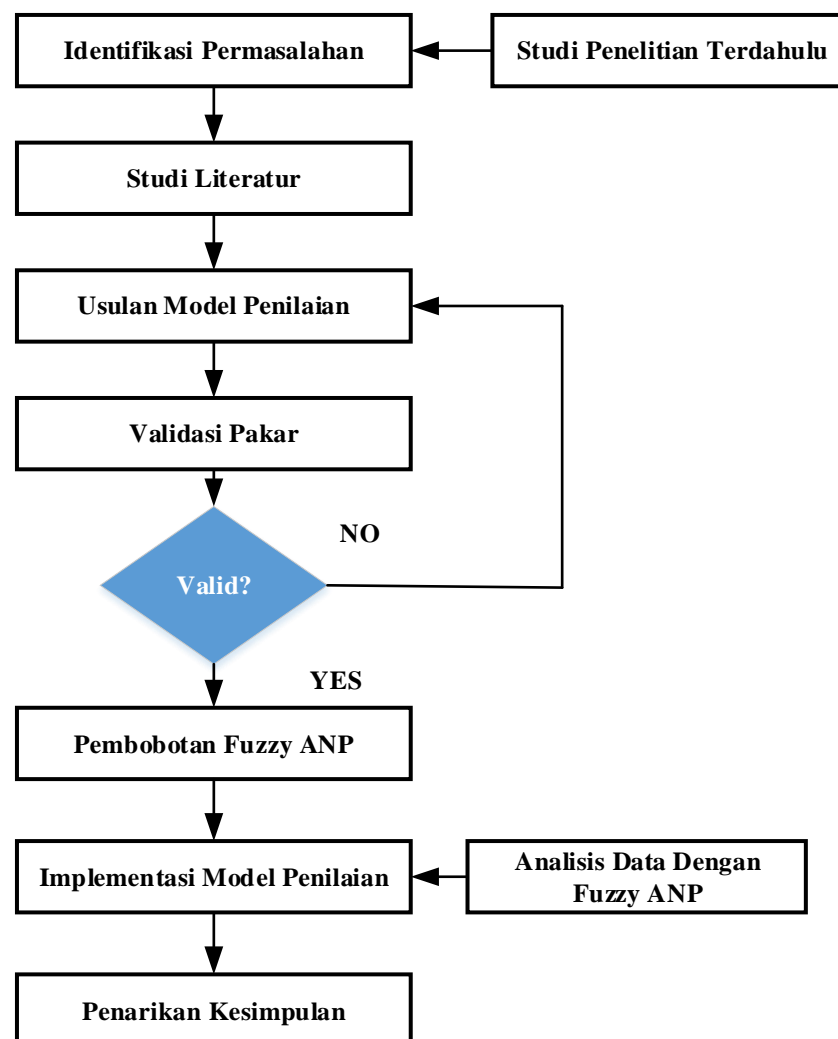 Identifikasi Permasalahan
Studi Penelitian Terdahulu
Studi Literatur
Usulan Model Penilaian
Validasi Pakar
NO
Valid?
YES
Pembobotan Fuzzy ANP
Implementasi Model Penilaian
Analisis Data Dengan
Fuzzy ANP
Penarikan Kesimpulan